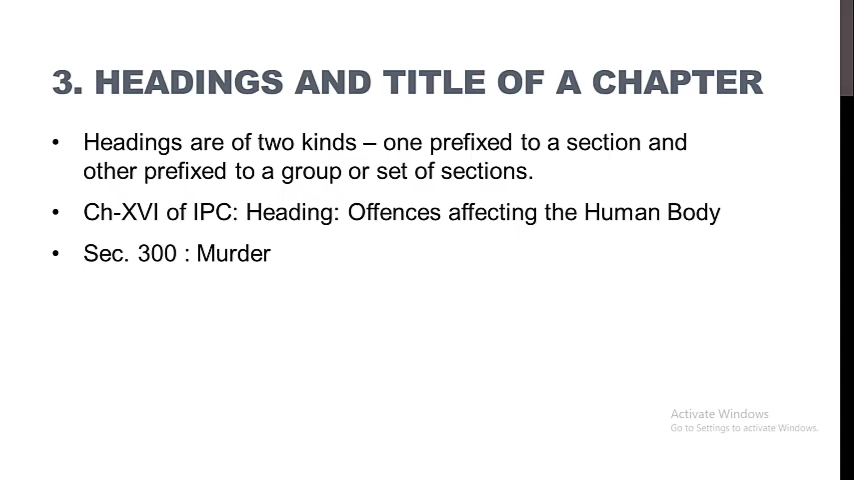 3. HEADINGS AND TITLE OF A CHAPTER
• Headings are of two kinds – one prefixed to a section and
other prefixed to a group or set of sections.
• Ch-XVI of IPC: Heading: Offences affecting the Human Body
• Sec. 300 : Murder
Activate Windows
Go to Settings to activate Windows.